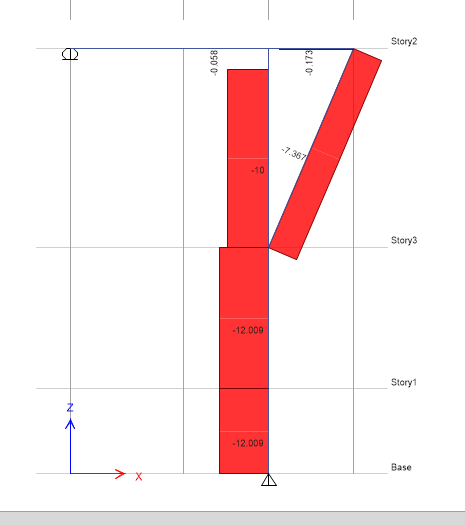 Story2
-0.058
-0.173
-7.367
-10
Story3
-12.009
Story1
Z
-12.009
Base
X